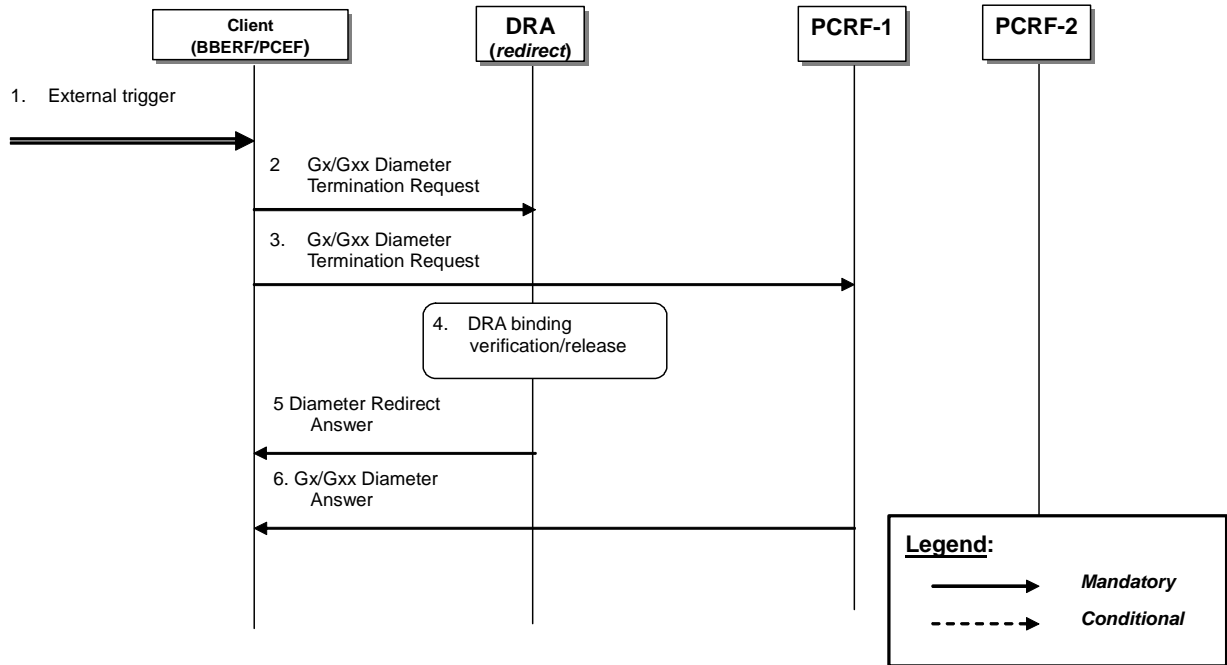 Client
(BBERF/PCEF)
DRA
(redirect)
PCRF-1
PCRF-2
1. External trigger
2 Gx/Gxx Diameter
Termination Request
3. Gx/Gxx Diameter
Termination Request
4. DRA binding
verification/release
5 Diameter Redirect
Answer
6. Gx/Gxx Diameter
Answer
Legend:
Mandatory
Conditional